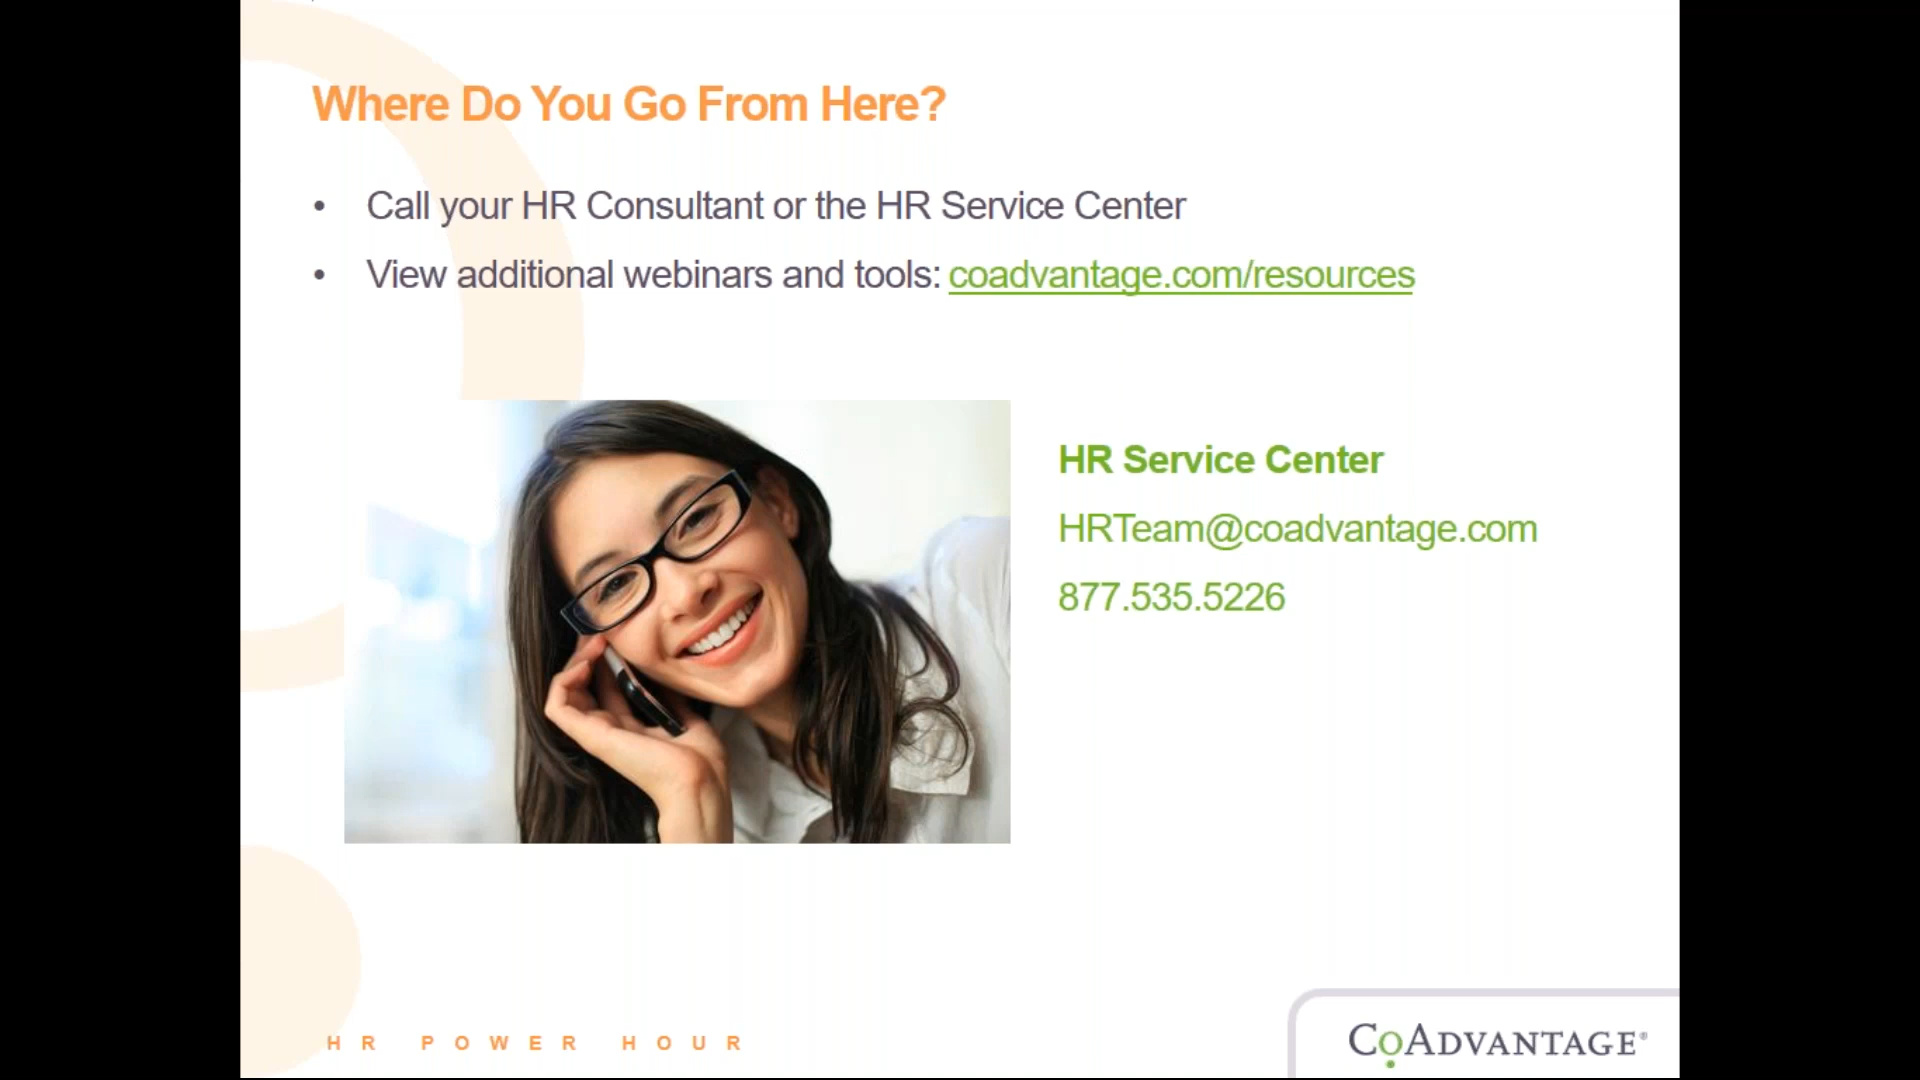 Where Do You Go From Here?
• Call your HR Consultant or the HR Service Center
• View additional webinars and tools: coadvantage.com/resources
HR Service Center
HRTeam@coadvantage.com
877.535.5226
HR POWER HOUR
CoAdvantage®